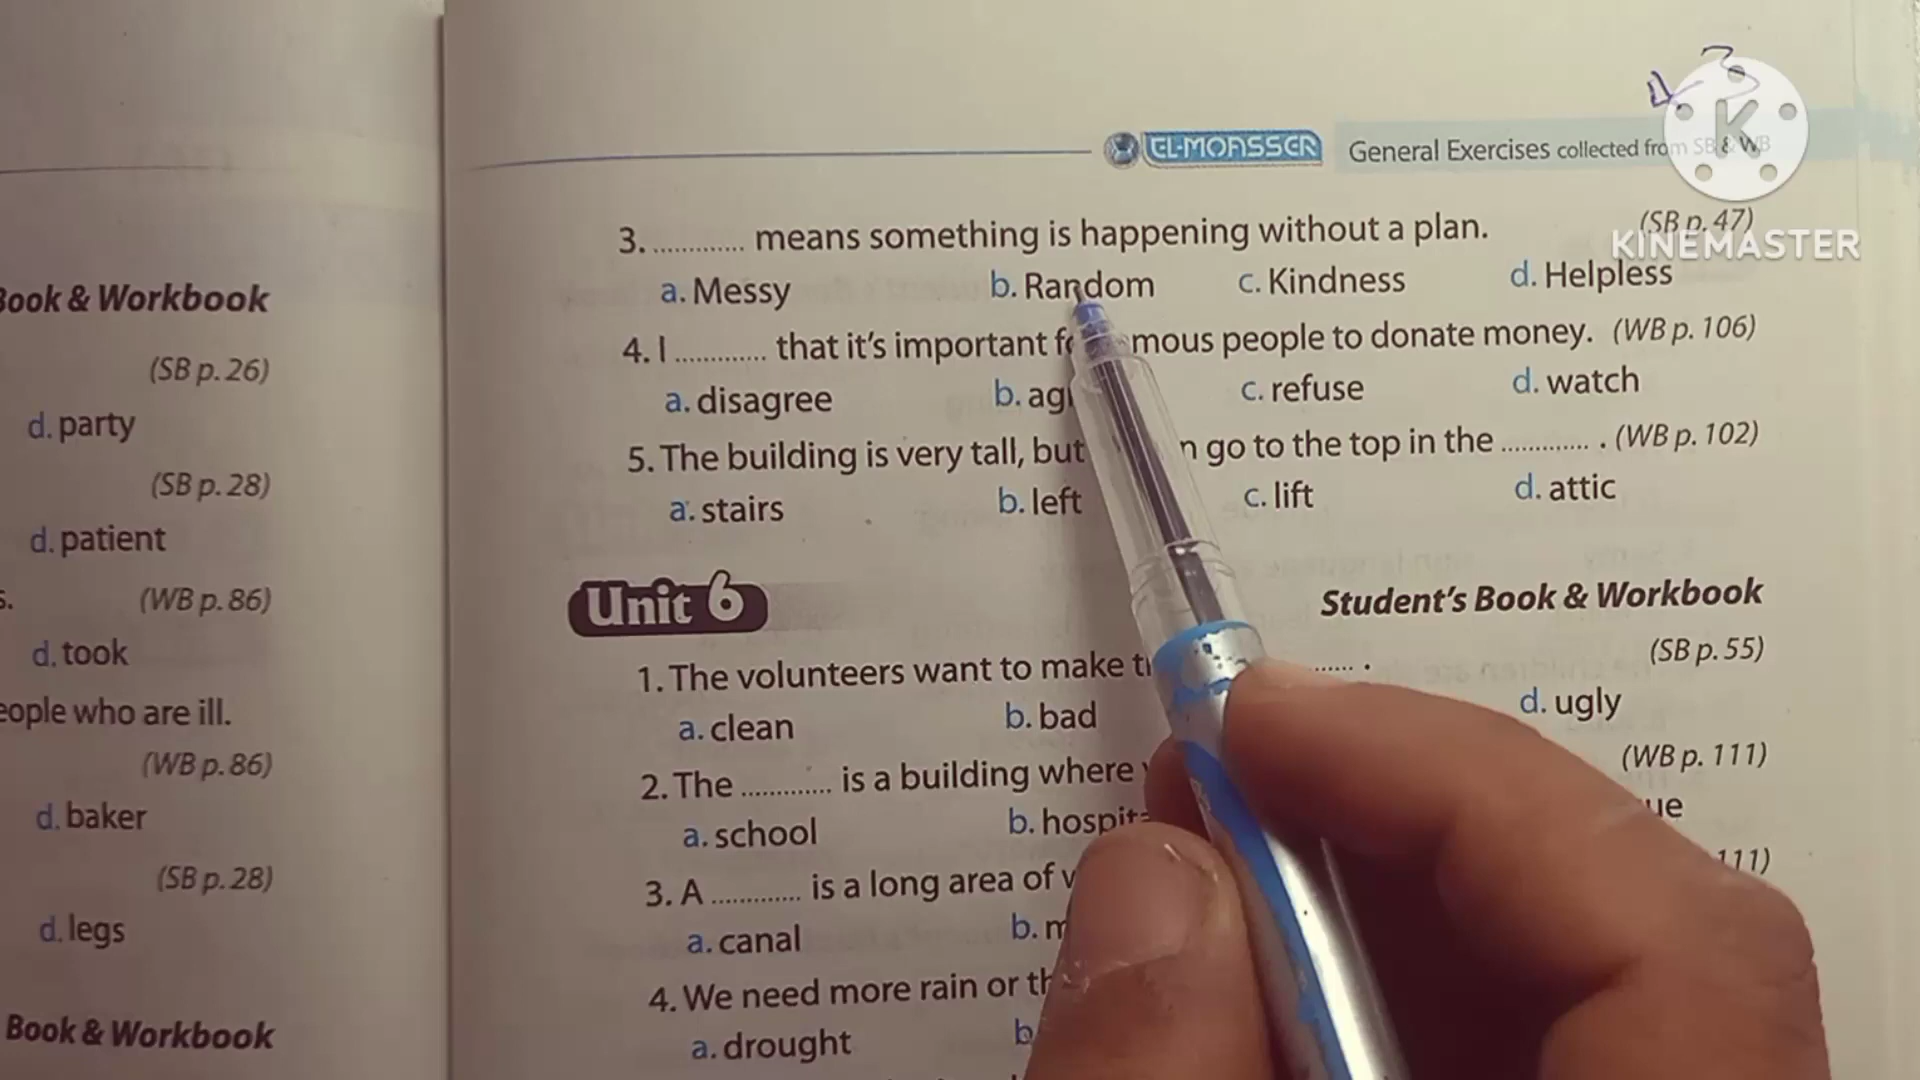 Book & Workbook
(SB p. 26)
d. party
(SB p. 28)
d. patient
s. (WB p. 86)
d. took
eople who are ill.
(WB p. 86)
d. baker
(SB p. 28)
d. legs
Book & Workbook
EL-MOASSER General Exercises collected from SB & WB
K
KINEMASTER
3. ............. means something is happening without a plan. (SB p. 47)
a. Messy b. Random c. Kindness d. Helpless
4. I ............. that it's important mous people to donate money. (WB p. 106)
a. disagree b. c. refuse d. watch
5. The building is very tall, but go to the top in the ............. . (WB p. 102)
a. stairs b. left c. lift d. attic
Unit 6 Student's Book & Workbook
1. The volunteers want to make ....... . (SB p. 55)
a. clean b. bad d. ugly
2. The ............. is a building where (WB p. 111)
a. school b. ue
3. A ............. is a long area of 111)
a. canal b.
4. We need more rain or
a. drought b